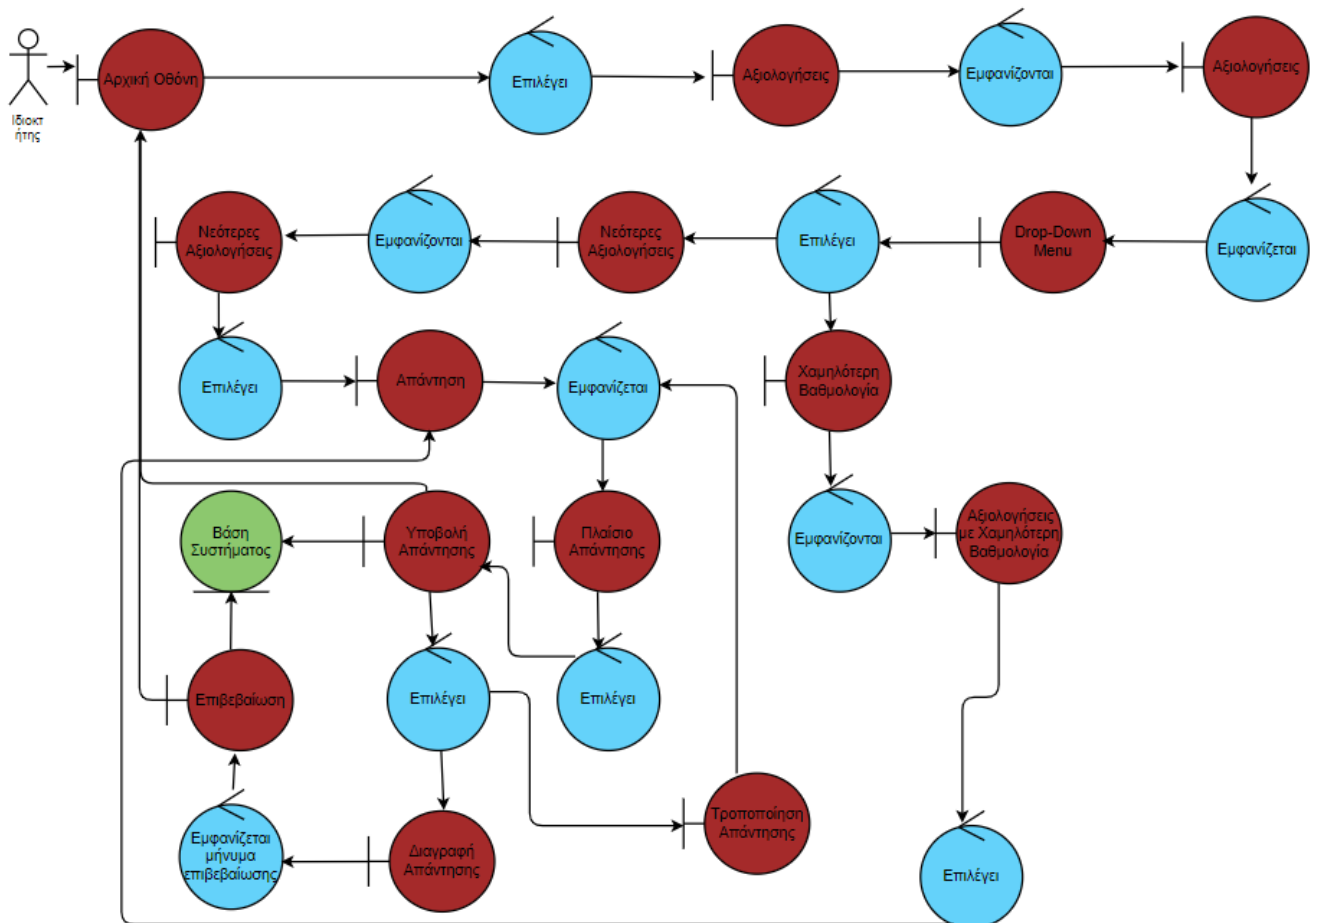 Αρχική Οθόνη
Επιλέγει
Αξιολογήσεις
Εμφανίζονται
Αξιολογήσεις
Ιδιοκτ
ήτης
Νεότερες
Αξιολογήσεις
Εμφανίζονται
Νεότερες
Αξιολογήσεις
Επιλέγει
Drop-Down
Menu
Εμφανίζεται
Επιλέγει
Απάντηση
Εμφανίζεται
Χαμηλότερη
Βαθμολογία
Βάση
Συστήματος
Υποβολή
Απάντησης
Πλαίσιο
Απάντησης
Εμφανίζονται
Αξιολογήσεις
με Χαμηλότερη
Βαθμολογία
Επιβεβαίωση
Επιλέγει
Επιλέγει
Εμφανίζεται
μήνυμα
επιβεβαίωσης
Διαγραφή
Απάντησης
Τροποποίηση
Απάντησης
Επιλέγει